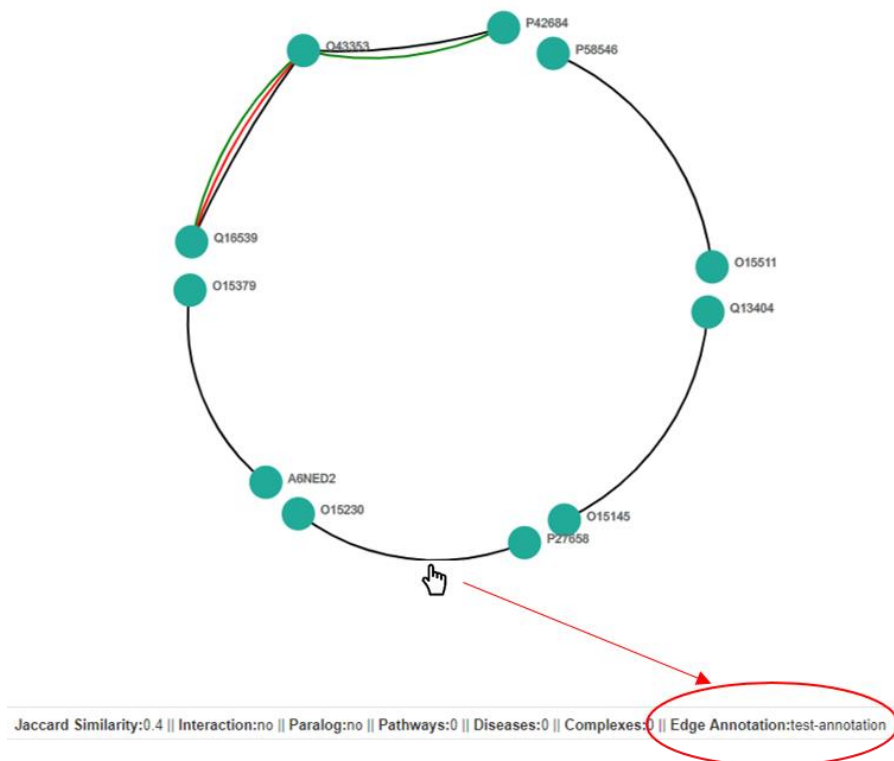 P42684
O43353
P58546
Q16539
O15511
O15379
Q13404
A6NED2
O15230
O15145
P27658
Jaccard Similarity:0.4 || Interaction:no || Paralog:no || Pathways:0 || Diseases:0 || Complexes:0 || Edge Annotation:test-annotation